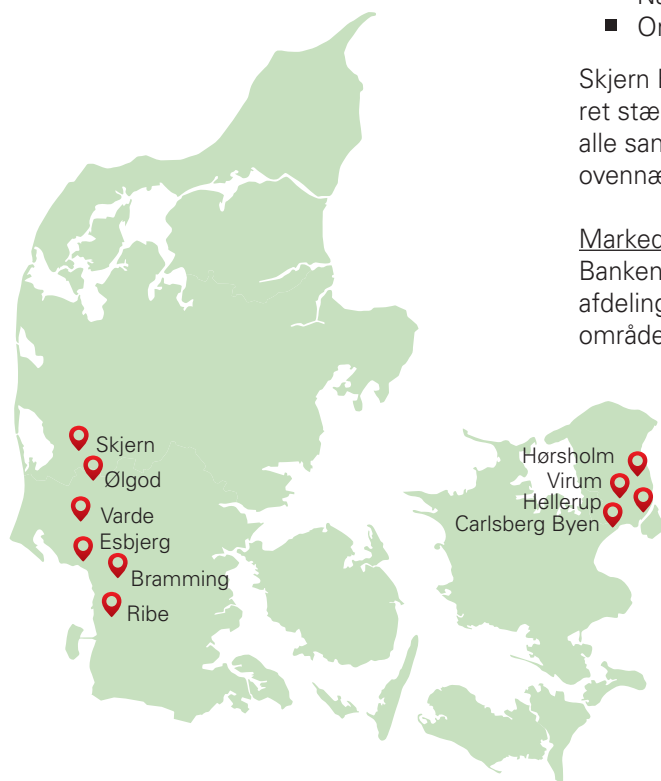 Skjern
ret stæ
alle san
ovennæ
Marked
Banken
afdeling
område
Skjern
Ølgod
Varde
Esbjerg
Bramming
Ribe
Hørsholm
Virum
Hellerup
Carlsberg Byen